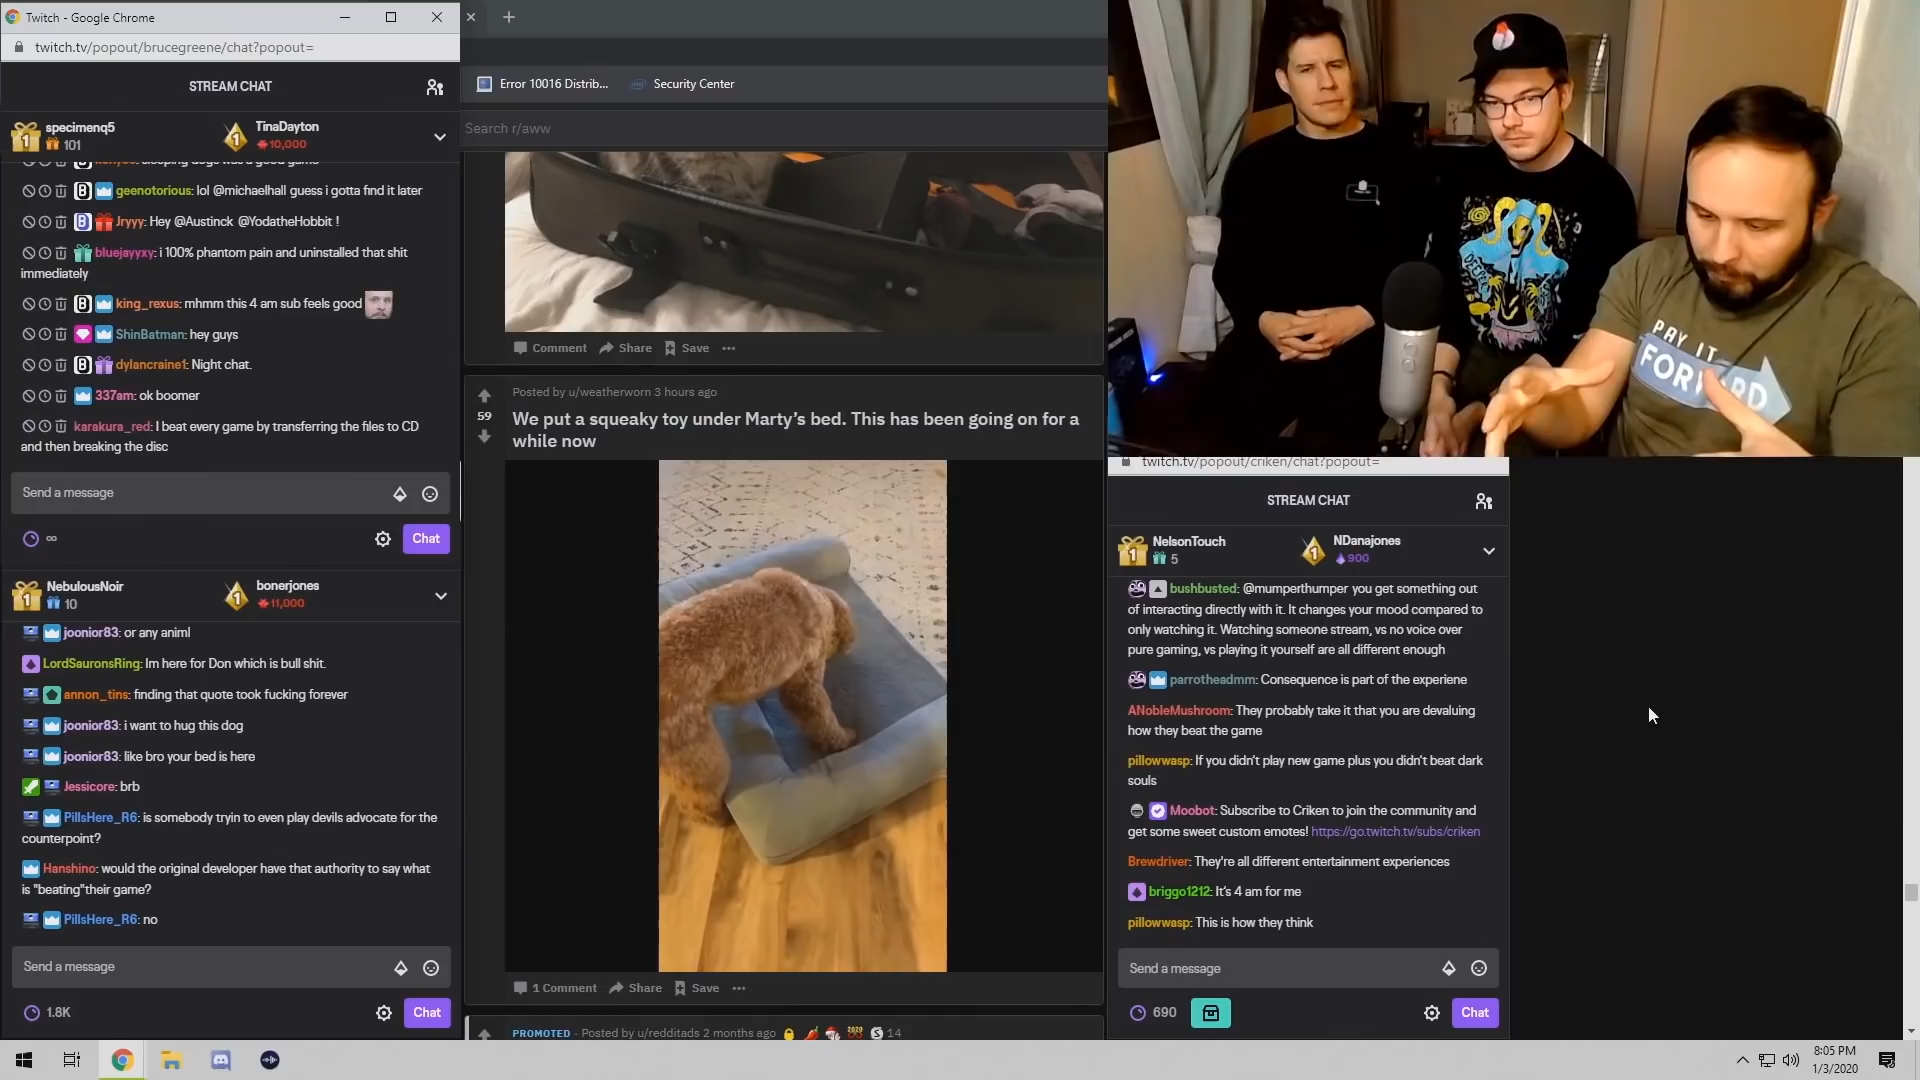 Twitch - Google Chrome
twitch.tv/popout/brucegreene/chat?popout=
STREAM CHAT
specimenq5
101
TinaDayton
10,000
geenotorious: lol @michaelhall guess i gotta find it later
Jryyy: Hey @Austinck @YodatheHobbit !
bluejayyxy: i 100% phantom pain and uninstalled that shit
immediately
king_rexus: mhmm this 4 am sub feels good
ShinBatman: hey guys
dylancraine1: Night chat.
337am: ok boomer
karakura_red: I beat every game by transferring the files to CD
and then breaking the disc
Send a message
∞
Chat
NebulousNoir
10
bonerjones
11,000
joonior83: or any animl
LordSauronsRing: Im here for Don which is bull shit.
annon_tins: finding that quote took fucking forever
joonior83: i want to hug this dog
joonior83: like bro your bed is here
Jessicore: brb
PillsHere_R6: is somebody tryin to even play devils advocate for the
counterpoint?
Hanshino: would the original developer have that authority to say what
is "beating"their game?
PillsHere_R6: no
Send a message
1.8K
Chat
Error 10016 Distrib...
Security Center
Search r/aww
Comment
Share
Save
Posted by u/weatherworn 3 hours ago
59
We put a squeaky toy under Marty's bed. This has been going on for a
while now
1 Comment
Share
Save
PROMOTED · Posted by u/redditads 2 months ago
14
PAY IT
FORWARD
twitch.tv/popout/criken/chat?popout=
STREAM CHAT
NelsonTouch
5
NDanajones
900
bushbusted: @mumperthumper you get something out
of interacting directly with it. It changes your mood compared to
only watching it. Watching someone stream, vs no voice over
pure gaming, vs playing it yourself are all different enough
parrotheadmm: Consequence is part of the experiene
ANobleMushroom: They probably take it that you are devaluing
how they beat the game
pillowwasp: If you didn't play new game plus you didn't beat dark
souls
Moobot: Subscribe to Criken to join the community and
get some sweet custom emotes! https://go.twitch.tv/subs/criken
Brewdriver: They're all different entertainment experiences
briggo1212: It's 4 am for me
pillowwasp: This is how they think
Send a message
690
Chat
8:05 PM
1/3/2020